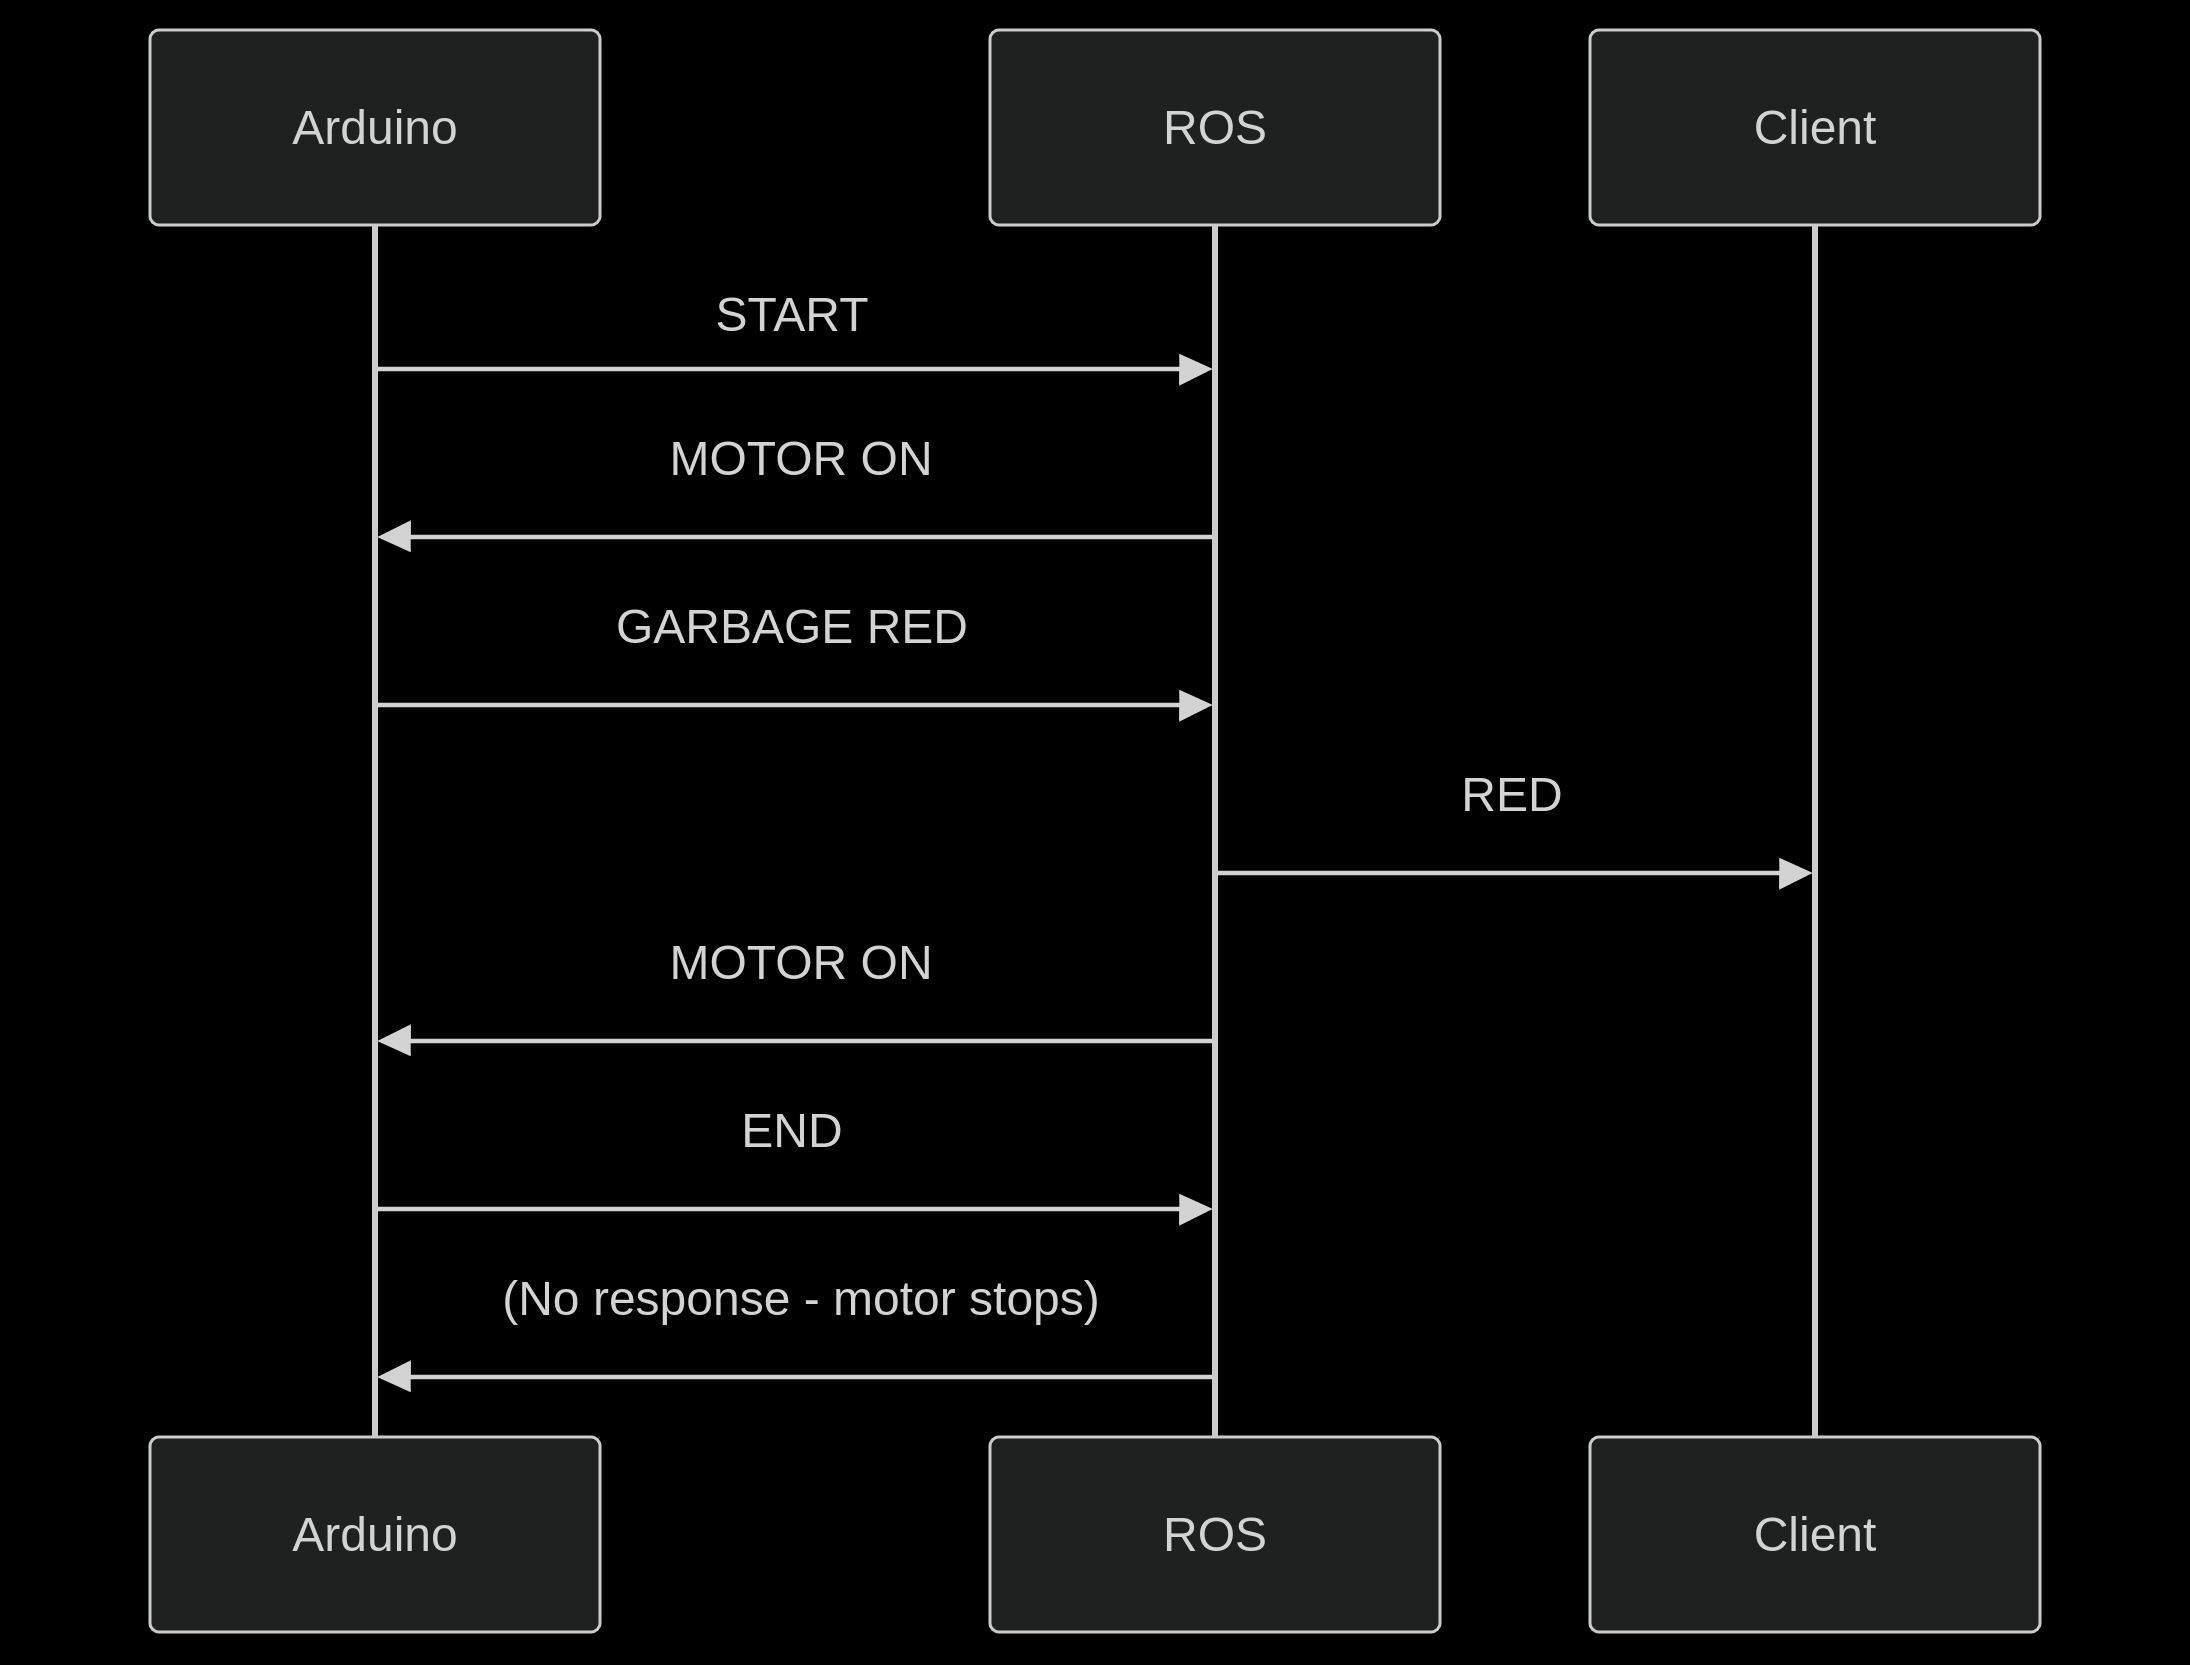 Arduino
ROS
Client
START
MOTOR ON
GARBAGE RED
RED
MOTOR ON
END
(No response - motor stops)
Arduino
ROS
Client